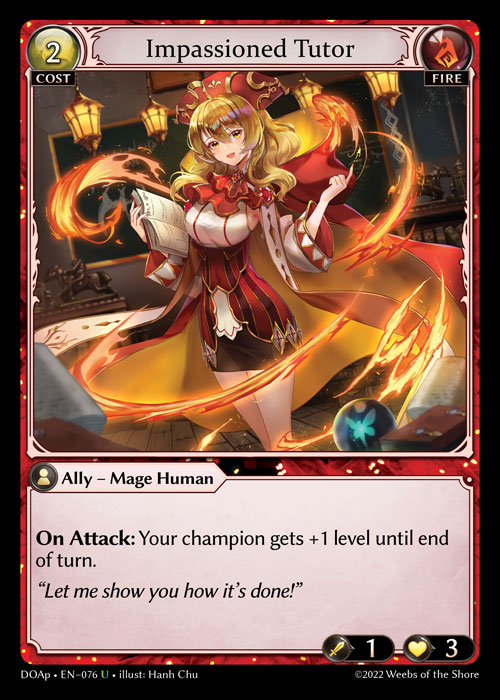 2
Impassioned Tutor
COST
FIRE
Ally – Mage Human
On Attack: Your champion gets +1 level until end
of turn.
“Let me show you how it’s done!”
1
3
DOAp • EN–076 U • illust: Hanh Chu
©2022 Weebs of the Shore